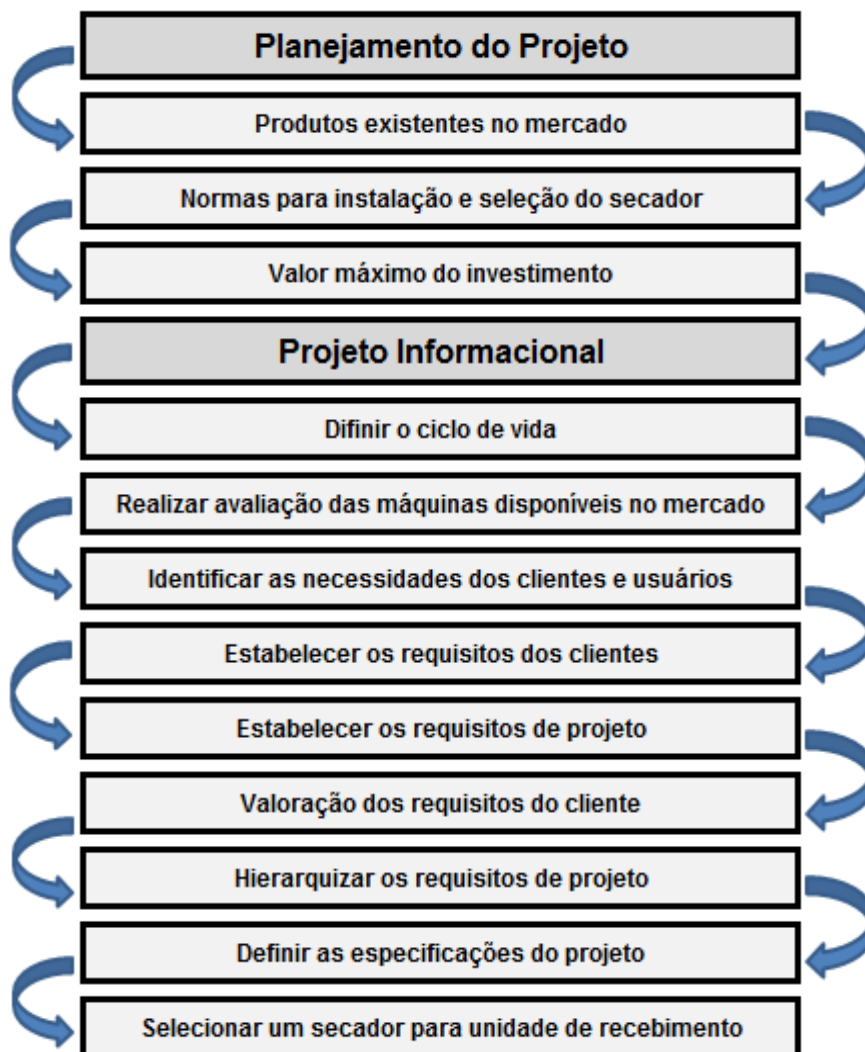 Planejamento do Projeto
Produtos existentes no mercado
Normas para instalação e seleção do secador
Valor máximo do investimento
Projeto Informacional
Difinir o ciclo de vida
Realizar avaliação das máquinas disponíveis no mercado
Identificar as necessidades dos clientes e usuários
Estabelecer os requisitos dos clientes
Estabelecer os requisitos de projeto
Valoração dos requisitos do cliente
Hierarquizar os requisitos de projeto
Definir as especificações do projeto
Selecionar um secador para unidade de recebimento